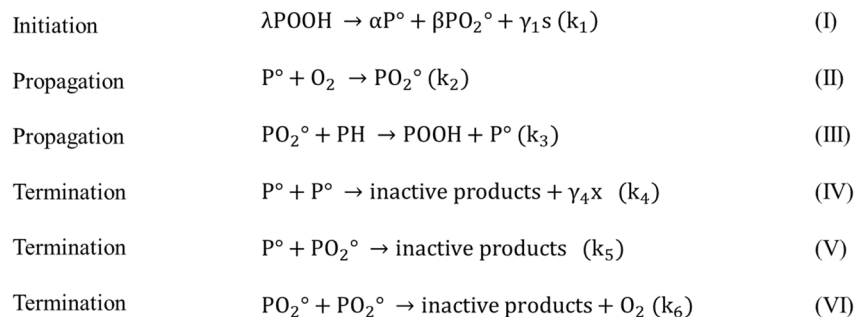 Initiation λPOOH → αP° + βPO₂° + γ₁s (k₁) (I)
Propagation P° + O₂ → PO₂° (k₂) (II)
Propagation PO₂° + PH → POOH + P° (k₃) (III)
Termination P° + P° → inactive products + γ₄x (k₄) (IV)
Termination P° + PO₂° → inactive products (k₅) (V)
Termination PO₂° + PO₂° → inactive products + O₂ (k₆) (VI)